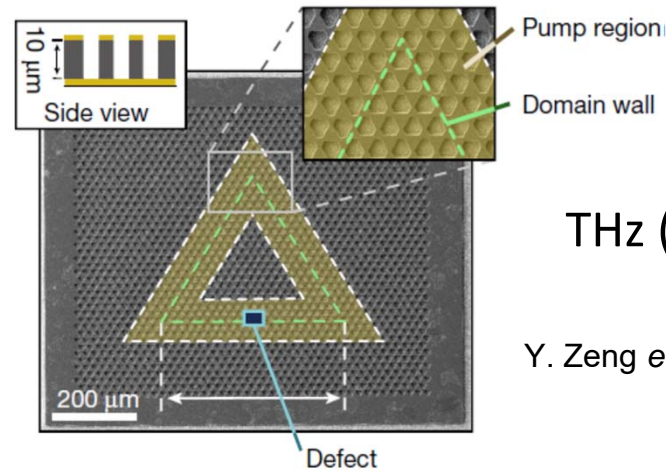 10 μm
Side view
Pump region
Domain wall
THz (
Y. Zeng e
200 μm
Defect